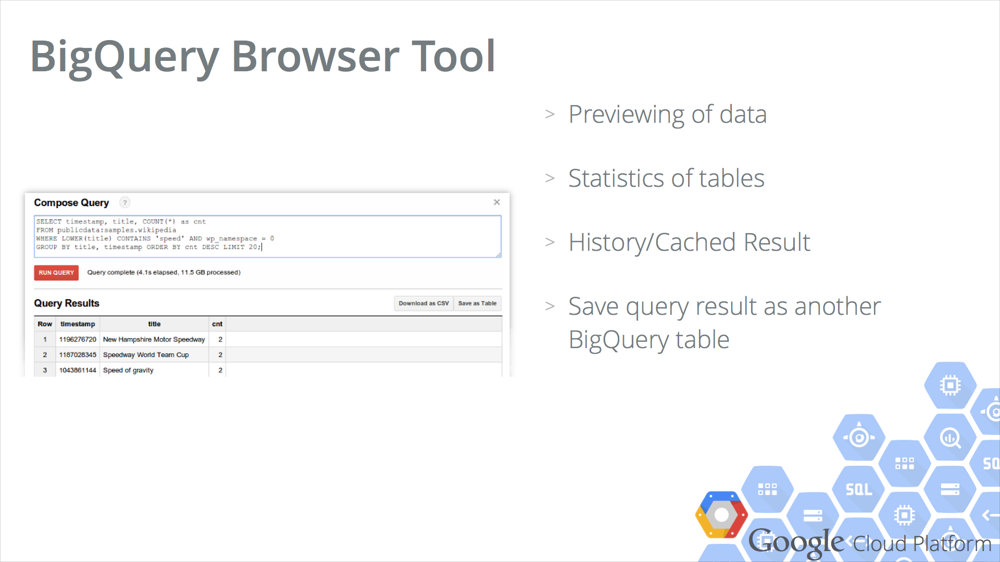 BigQuery Browser Tool
> Previewing of data
> Statistics of tables
> History/Cached Result
> Save query result as another
BigQuery table
Compose Query ? ×
SELECT timestamp, title, COUNT(*) as cnt
FROM publicdata:samples.wikipedia
WHERE LOWER(title) CONTAINS 'speed' AND wp_namespace = 0
GROUP BY title, timestamp ORDER BY cnt DESC LIMIT 20;
RUN QUERY Query complete (4.1s elapsed, 11.5 GB processed)
Query Results Download as CSV Save as Table
Row timestamp title cnt
1 1196276720 New Hampshire Motor Speedway 2
2 1187028345 Speedway World Team Cup 2
3 1043861144 Speed of gravity 2
SQL
SQL
Google Cloud Platform